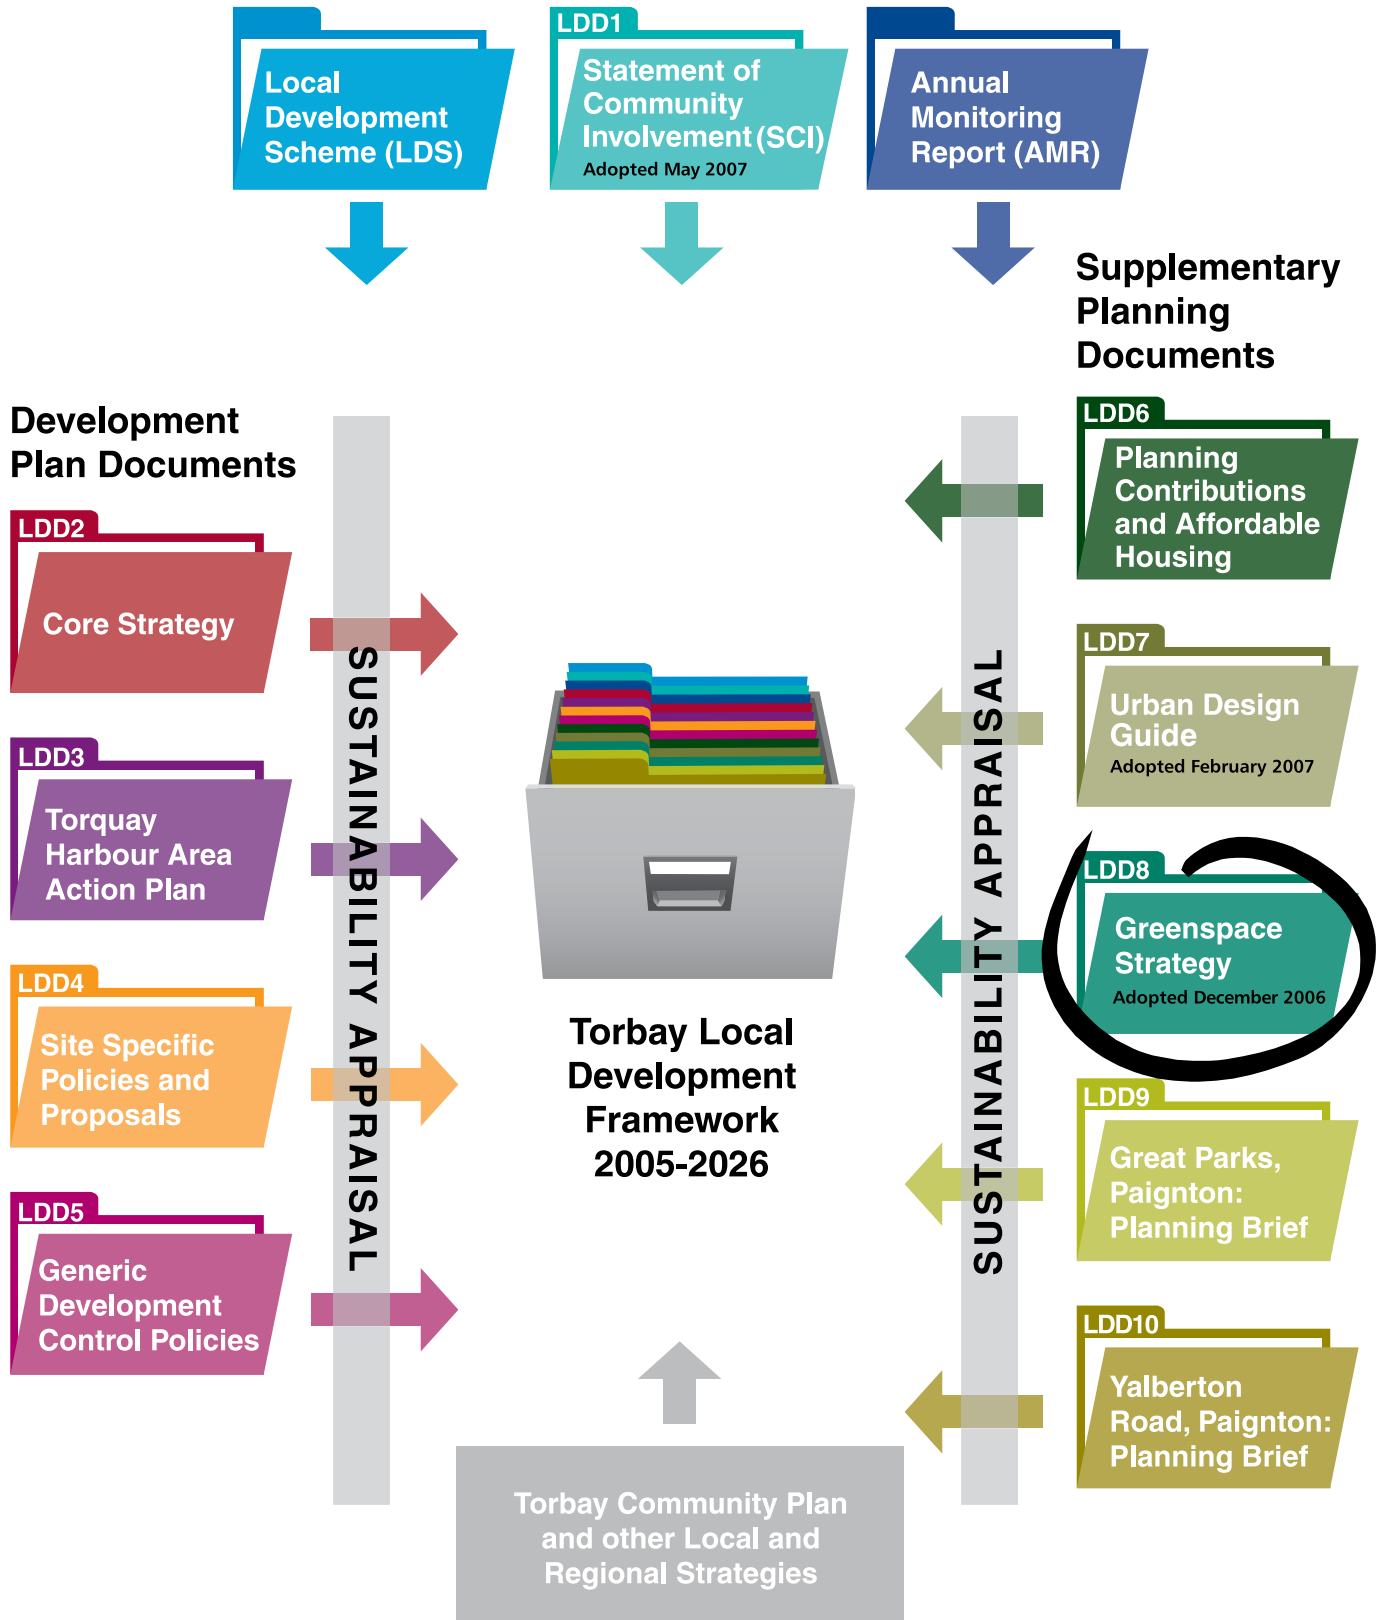 Local
Development
Scheme (LDS)
LDD1
Statement of
Community
Involvement (SCI)
Adopted May 2007
Annual
Monitoring
Report (AMR)
Development
Plan Documents
LDD2
Core Strategy
LDD3
Torquay
Harbour Area
Action Plan
LDD4
Site Specific
Policies and
Proposals
LDD5
Generic
Development
Control Policies
SUSTAINABILITY APPRAISAL
Torbay Local
Development
Framework
2005-2026
Torbay Community Plan
and other Local and
Regional Strategies
SUSTAINABILITY APPRAISAL
Supplementary
Planning
Documents
LDD6
Planning
Contributions
and Affordable
Housing
LDD7
Urban Design
Guide
Adopted February 2007
LDD8
Greenspace
Strategy
Adopted December 2006
LDD9
Great Parks,
Paignton:
Planning Brief
LDD10
Yalberton
Road, Paignton:
Planning Brief